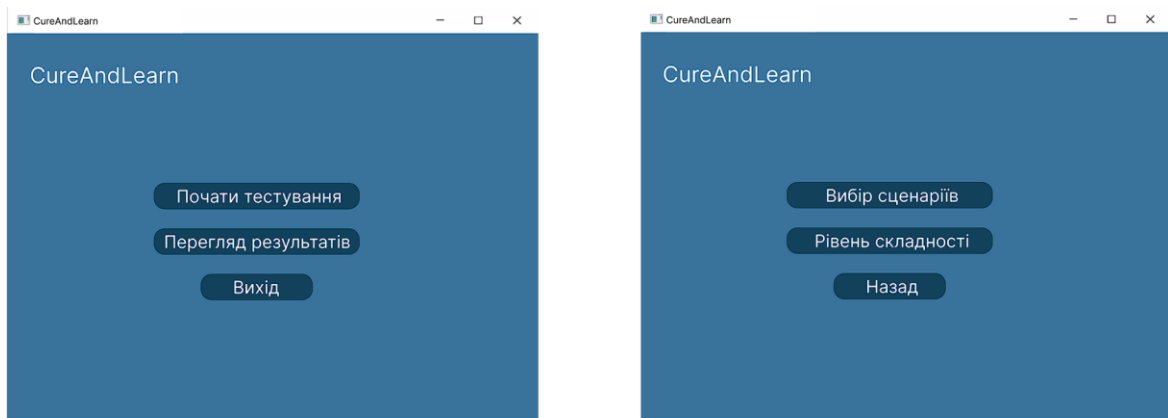 CureAndLearn
CureAndLearn
Почати тестування
Перегляд результатів
Вихід
CureAndLearn
CureAndLearn
Вибір сценаріїв
Рівень складності
Назад